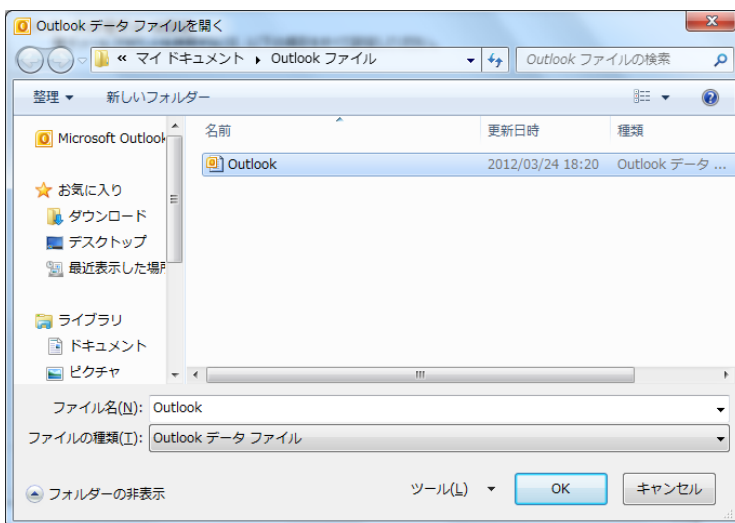 Outlook データ ファイルを開く
« マイ ドキュメント ▸ Outlook ファイル
Outlook ファイルの検索
整理 ▼ 新しいフォルダー
Microsoft Outlook
お気に入り
ダウンロード
デスクトップ
最近表示した場所
ライブラリ
ドキュメント
ピクチャ
名前 更新日時 種類
Outlook 2012/03/24 18:20 Outlook データ ...
ファイル名(N): Outlook
ファイルの種類(T): Outlook データ ファイル
フォルダーの非表示 ツール(L) ▼ OK キャンセル